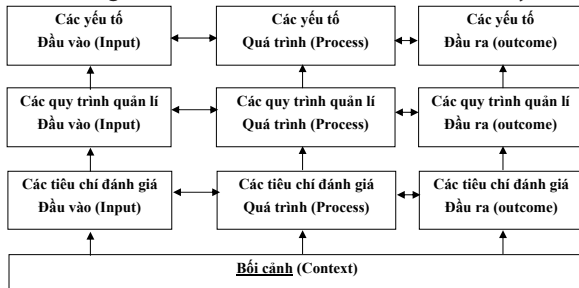 Các yếu tố
Đầu vào (Input)
Các yếu tố
Quá trình (Process)
Các yếu tố
Đầu ra (outcome)
Các quy trình quản lí
Đầu vào (Input)
Các quy trình quản lí
Quá trình (Process)
Các quy trình quản lí
Đầu ra (outcome)
Các tiêu chí đánh giá
Đầu vào (Input)
Các tiêu chí đánh giá
Quá trình (Process)
Các tiêu chí đánh giá
Đầu ra (outcome)
Bối cảnh (Context)